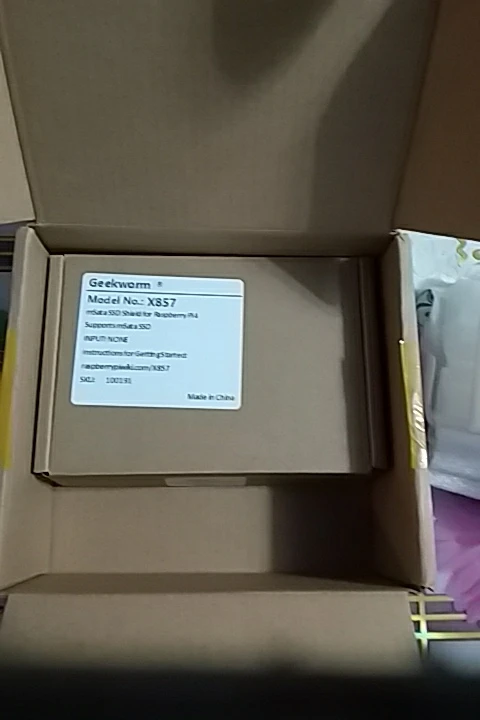 Geekworm ®
Model No.: X857
mSata SSD Shield for Raspberry Pi 4
Supports mSata SSD
INPUT: NONE
Instructions for Getting Started:
raspberrypiwiki.com/X857
SKU: 100191
Made in China